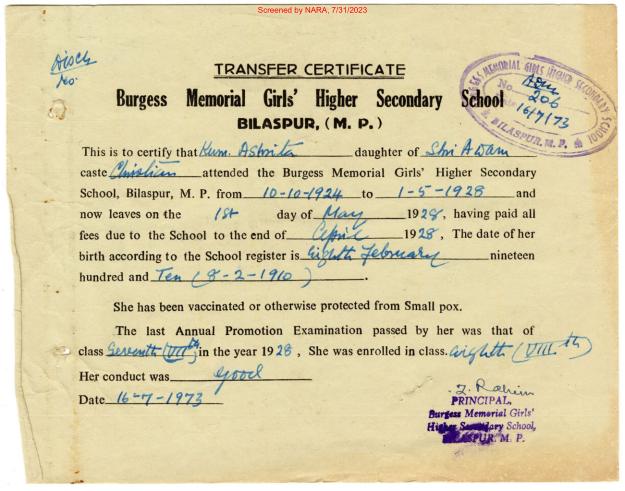 Screened by NARA, 7/31/2023
No.
TRANSFER CERTIFICATE
Burgess Memorial Girls' Higher Secondary School
BILASPUR, (M. P.)
BURGESS MEMORIAL GIRLS HIGHER SECONDARY SCHOOL
No. Adm
206
Date 16/7/73
BILASPUR, M. P.
This is to certify that Kum. Asbrita daughter of Shri Adam
caste Christian attended the Burgess Memorial Girls' Higher Secondary
School, Bilaspur, M. P. from 10-10-1924 to 1-5-1928 and
now leaves on the 1st day of May 1928, having paid all
fees due to the School to the end of April 1928, The date of her
birth according to the School register is Eighth February nineteen
hundred and Ten (8-2-1910).
She has been vaccinated or otherwise protected from Small pox.
The last Annual Promotion Examination passed by her was that of
class Seventh (VIIth) in the year 1928, She was enrolled in class. eighth (VIIIth)
Her conduct was good
Date 16-7-1973
I. Rahim
PRINCIPAL,
Burgess Memorial Girls'
Higher Secondary School,
BILASPUR. M. P.